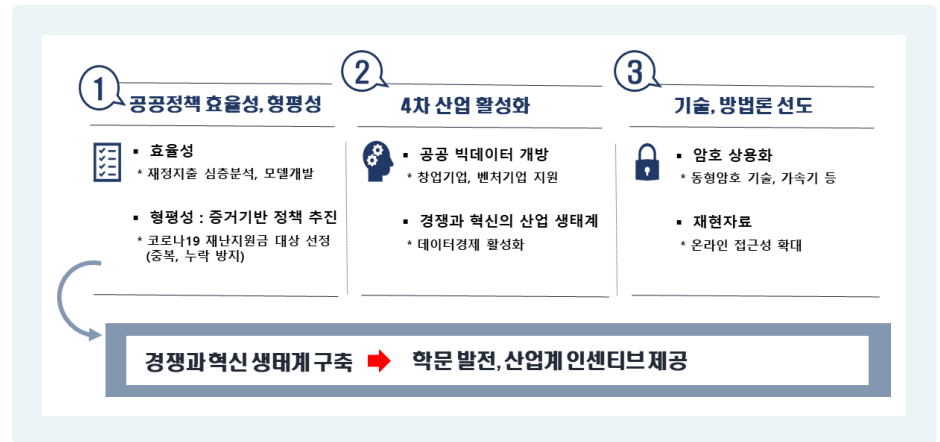 1
공공정책 효율성, 형평성
▪ 효율성
* 재정지출 심층분석, 모델개발
▪ 형평성 : 증거기반 정책 추진
* 코로나19 재난지원금 대상 선정
(중복, 누락 방지)
2
4차 산업 활성화
▪ 공공 빅데이터 개방
* 창업기업, 벤처기업 지원
▪ 경쟁과 혁신의 산업 생태계
* 데이터경제 활성화
3
기술, 방법론 선도
▪ 암호 상용화
* 동형암호 기술, 가속기 등
▪ 재현자료
* 온라인 접근성 확대
경쟁과 혁신 생태계 구축 ➡ 학문 발전, 산업계 인센티브 제공